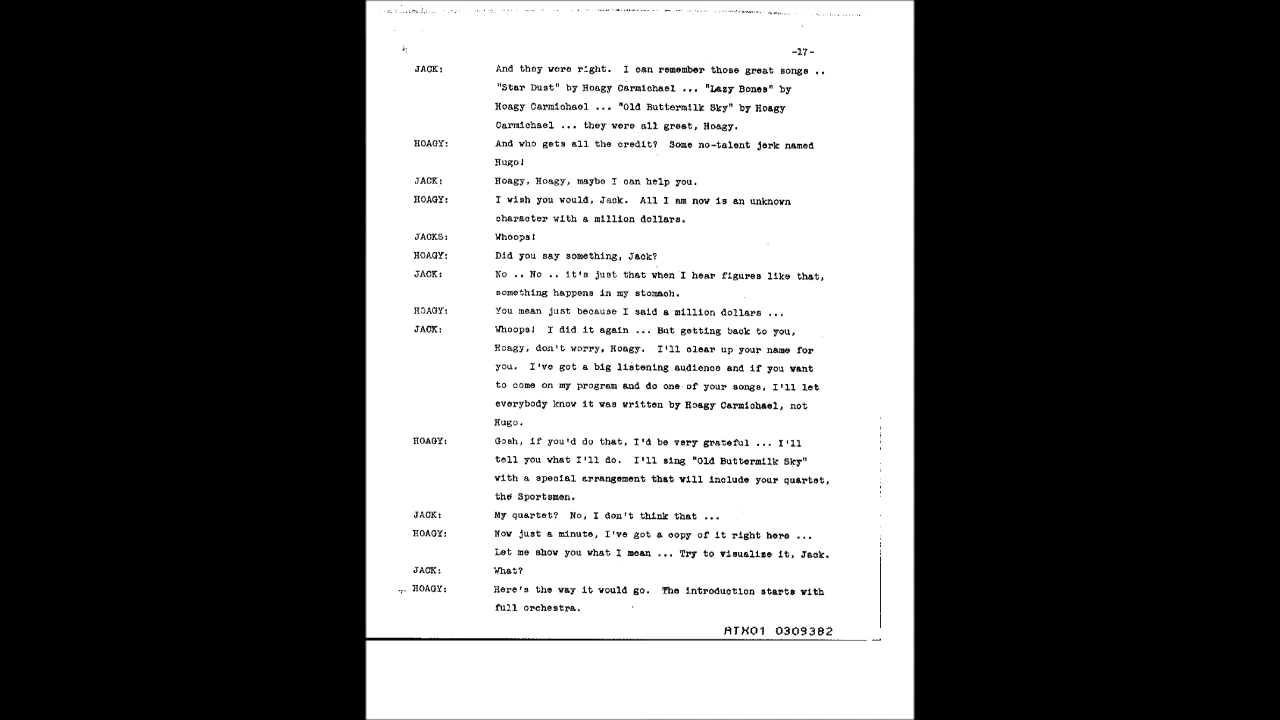 -17-
JACK: And they were right. I can remember those great songs ..
"Star Dust" by Hoagy Carmichael ... "Lazy Bones" by
Hoagy Carmichael ... "Old Buttermilk Sky" by Hoagy
Carmichael ... they were all great, Hoagy.
HOAGY: And who gets all the credit? Some no-talent jerk named
Hugo!
JACK: Hoagy, Hoagy, maybe I can help you.
HOAGY: I wish you would, Jack. All I am now is an unknown
character with a million dollars.
JACKS: Whoops!
HOAGY: Did you say something, Jack?
JACK: No .. No .. it's just that when I hear figures like that,
something happens in my stomach.
HOAGY: You mean just because I said a million dollars ...
JACK: Whoops! I did it again ... But getting back to you,
Hoagy, don't worry, Hoagy. I'll clear up your name for
you. I've got a big listening audience and if you want
to come on my program and do one of your songs, I'll let
everybody know it was written by Hoagy Carmichael, not
Hugo.
HOAGY: Gosh, if you'd do that, I'd be very grateful ... I'll
tell you what I'll do. I'll sing "Old Buttermilk Sky"
with a special arrangement that will include your quartet,
the Sportsmen.
JACK: My quartet? No, I don't think that ...
HOAGY: Now just a minute, I've got a copy of it right here ...
Let me show you what I mean ... Try to visualize it, Jack.
JACK: What?
HOAGY: Here's the way it would go. The introduction starts with
full orchestra.
ATX01 0309382